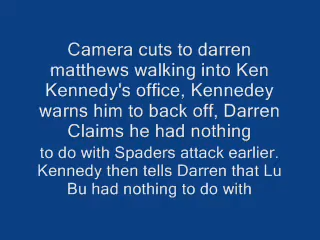 Camera cuts to darren
matthews walking into Ken
Kennedy's office, Kennedey
warns him to back off, Darren
Claims he had nothing
to do with Spaders attack earlier.
Kennedy then tells Darren that Lu
Bu had nothing to do with